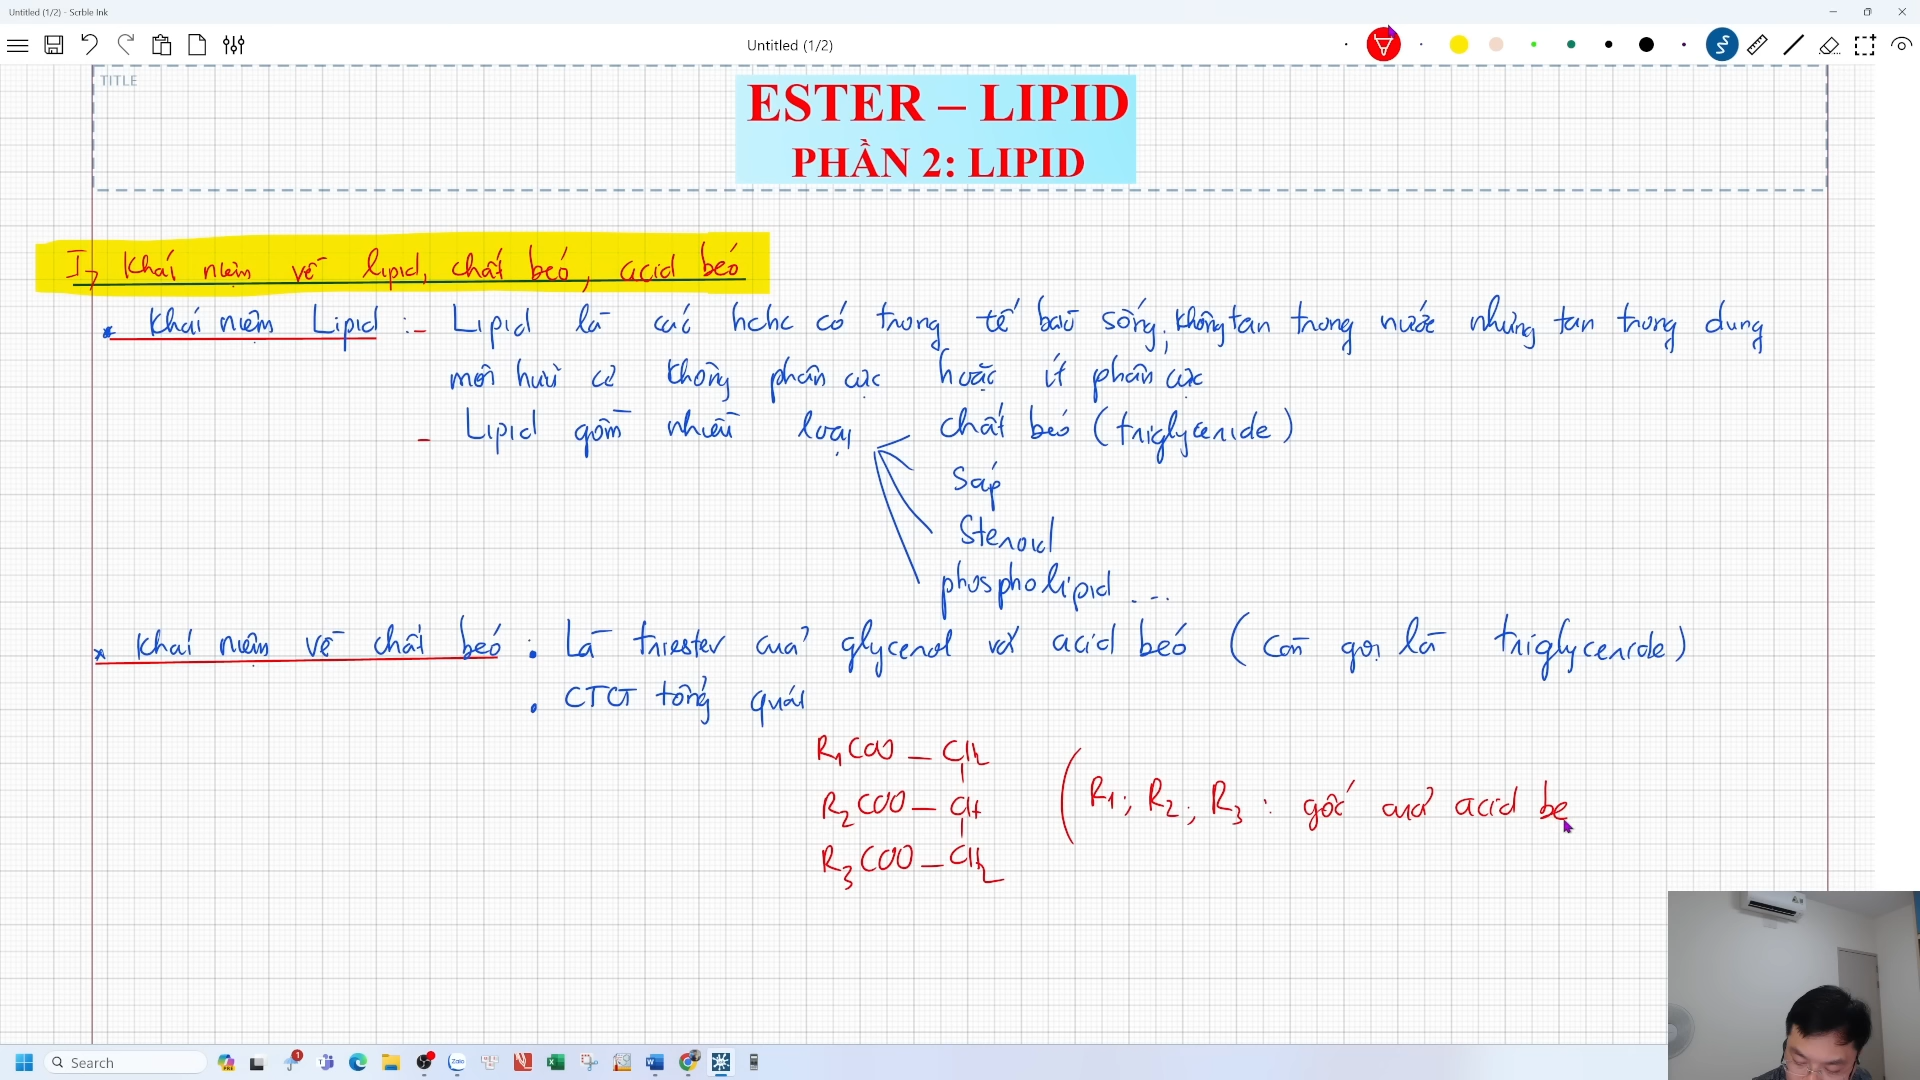 Untitled (1/2) - Scrble Ink
Untitled (1/2)
TITLE
ESTER – LIPID
PHẦN 2: LIPID
I, Khái niệm về lipid, chất béo, acid béo
* Khái niệm Lipid : - Lipid là các hchc có trong tế bào sống, không tan trong nước nhưng tan trong dung
môi hữu cơ không phân cực hoặc ít phân cực
- Lipid gồm nhiều loại chất béo (triglyceride)
Sáp
Steroid
phospholipid ...
* Khái niệm về chất béo : Là triester của glycerol với acid béo ( còn gọi là triglyceride)
. CTCT tổng quát
R1COO – CH2
R2COO – CH
R3COO – CH2
( R1; R2; R3 : gốc của acid be
Search